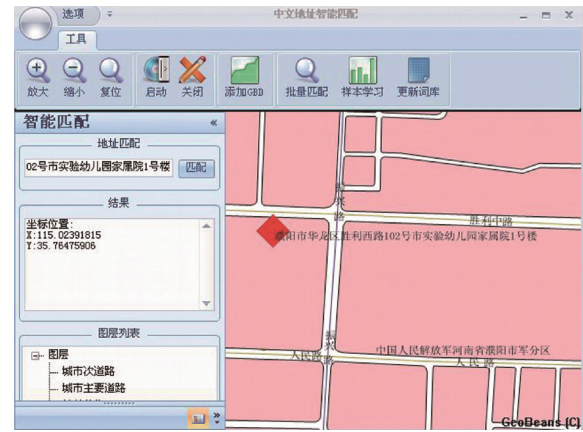 选项
中文地址智能匹配
工具
放大
缩小
复位
启动
关闭
添加GBD
批量匹配
样本学习
更新词库
智能匹配
地址匹配
02号市实验幼儿园家属院1号楼
匹配
结果
坐标位置:
X:115.02391815
Y:35.76475906
图层列表
图层
城市次道路
城市主要道路
振兴路
胜利中路
濮阳市华龙区胜利西路102号市实验幼儿园家属院1号楼
振兴路
人民路
中国人民解放军河南省濮阳市军分区
人民路
GeoBeans (C)